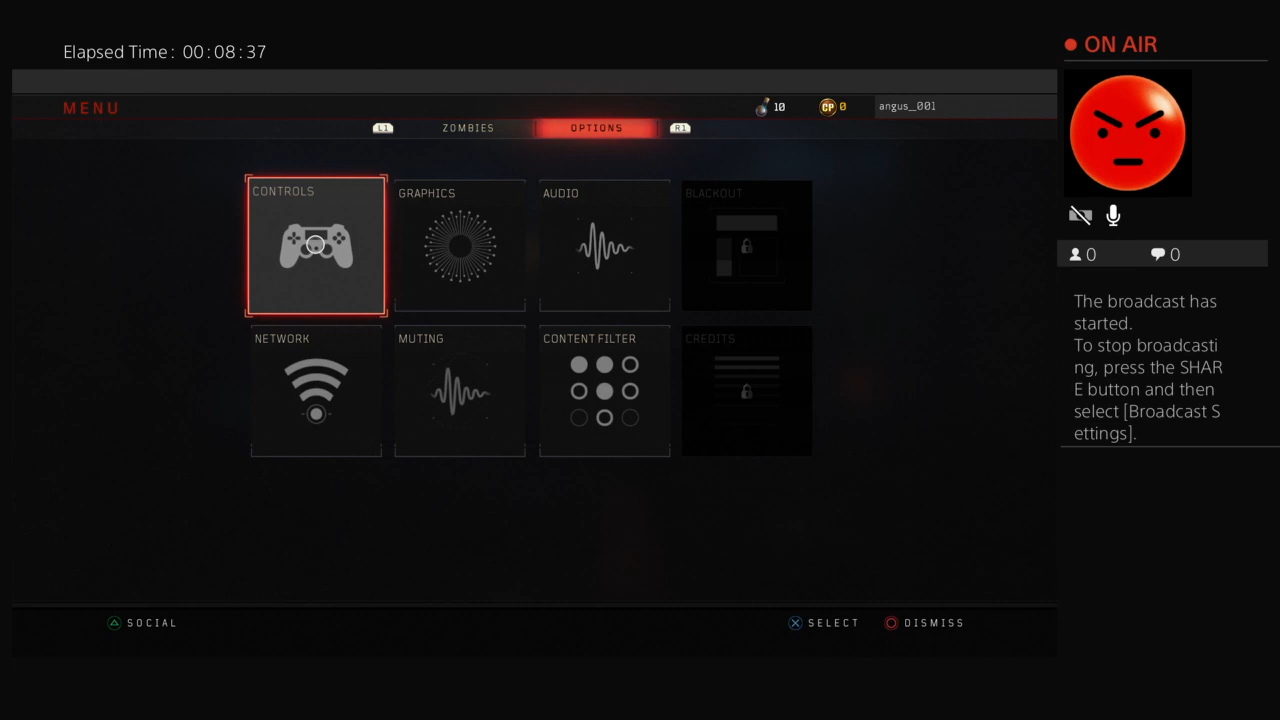 Elapsed Time: 00:08:37
ON AIR
MENU
10
CP 0
angus__001
L1
ZOMBIES
OPTIONS
R1
CONTROLS
GRAPHICS
AUDIO
BLACKOUT
NETWORK
MUTING
CONTENT FILTER
CREDITS
0
0
The broadcast has
started.
To stop broadcasti
ng, press the SHAR
E button and then
select [Broadcast S
ettings].
SOCIAL
SELECT
DISMISS